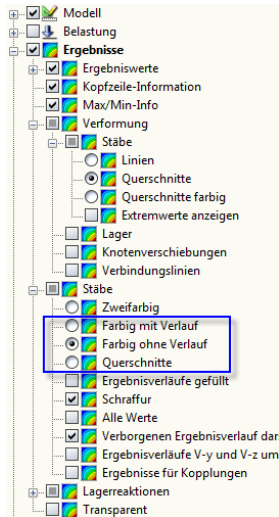 Modell
Belastung
Ergebnisse
Ergebniswerte
Kopfzeile-Information
Max/Min-Info
Verformung
Stäbe
Linien
Querschnitte
Querschnitte farbig
Extremwerte anzeigen
Lager
Knotenverschiebungen
Verbindungslinien
Stäbe
Zweifarbig
Farbig mit Verlauf
Farbig ohne Verlauf
Querschnitte
Ergebnisverläufe gefüllt
Schraffur
Alle Werte
Verborgenen Ergebnisverlauf dars
Ergebnisverläufe V-y und V-z um
Ergebnisse für Kopplungen
Lagerreaktionen
Transparent